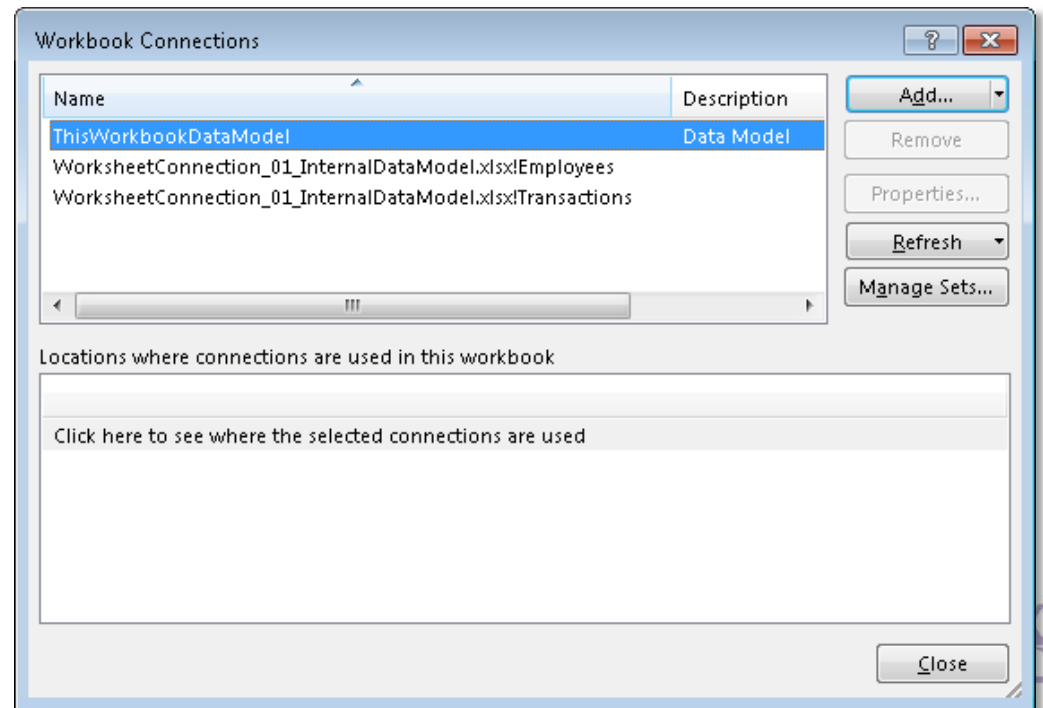 Workbook Connections
Name Description
ThisWorkbookDataModel Data Model
WorksheetConnection_01_InternalDataModel.xlsx!Employees
WorksheetConnection_01_InternalDataModel.xlsx!Transactions
Add...
Remove
Properties...
Refresh
Manage Sets...
Locations where connections are used in this workbook
Click here to see where the selected connections are used
Close